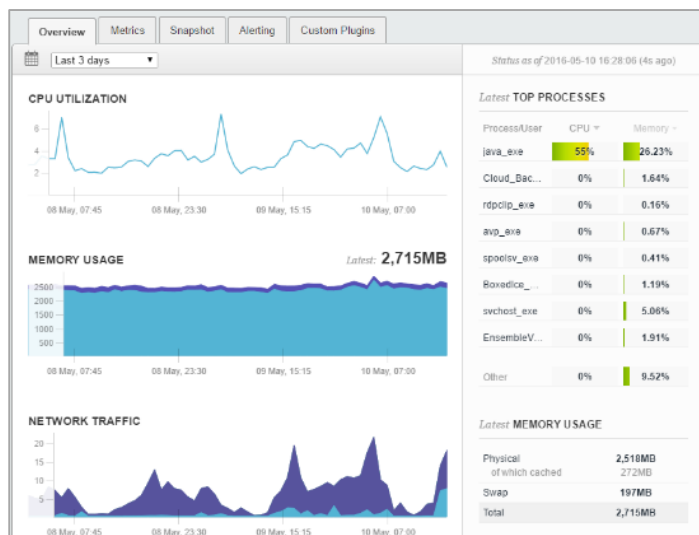 Overview Metrics Snapshot Alerting Custom Plugins
Last 3 days
Status as of 2016-05-10 16:28:06 (4s ago)
CPU UTILIZATION
6
4
2
08 May, 07:45 08 May, 23:30 09 May, 15:15 10 May, 07:00
MEMORY USAGE Latest: 2,715MB
2500
2000
1500
1000
500
08 May, 07:45 08 May, 23:30 09 May, 15:15 10 May, 07:00
NETWORK TRAFFIC
20
15
10
5
08 May, 07:45 08 May, 23:30 09 May, 15:15 10 May, 07:00
Latest TOP PROCESSES
Process/User CPU Memory
java_exe 55% 26.23%
Cloud_Bac... 0% 1.64%
rdpclip_exe 0% 0.16%
avp_exe 0% 0.67%
spoolsv_exe 0% 0.41%
BoxedIce_... 0% 1.19%
svchost_exe 0% 5.06%
EnsembleV... 0% 1.91%
Other 0% 9.52%
Latest MEMORY USAGE
Physical 2,518MB
of which cached 272MB
Swap 197MB
Total 2,715MB